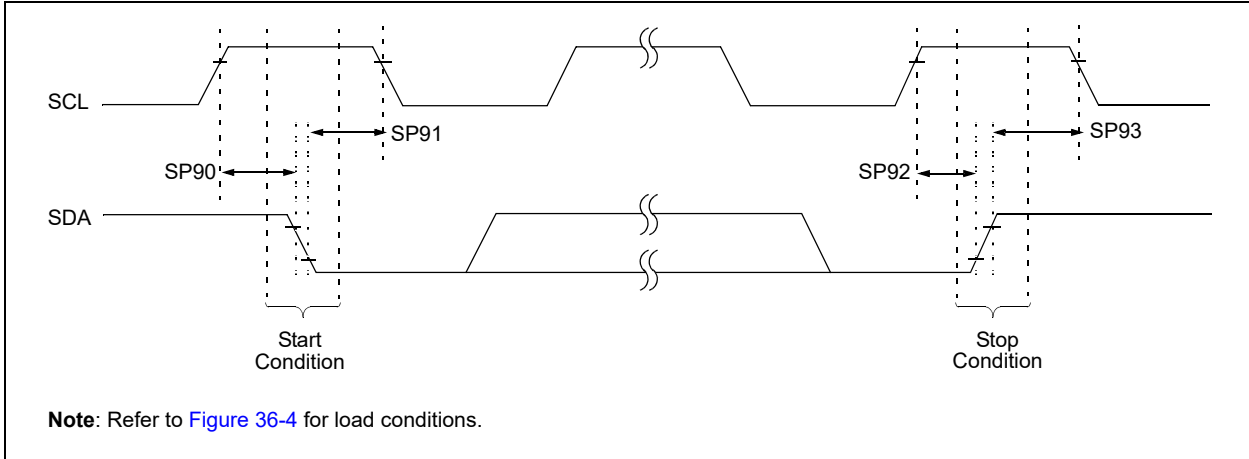 SCL
SP91
SP93
SP90
SP92
SDA
Start
Condition
Stop
Condition
Note: Refer to Figure 36-4 for load conditions.